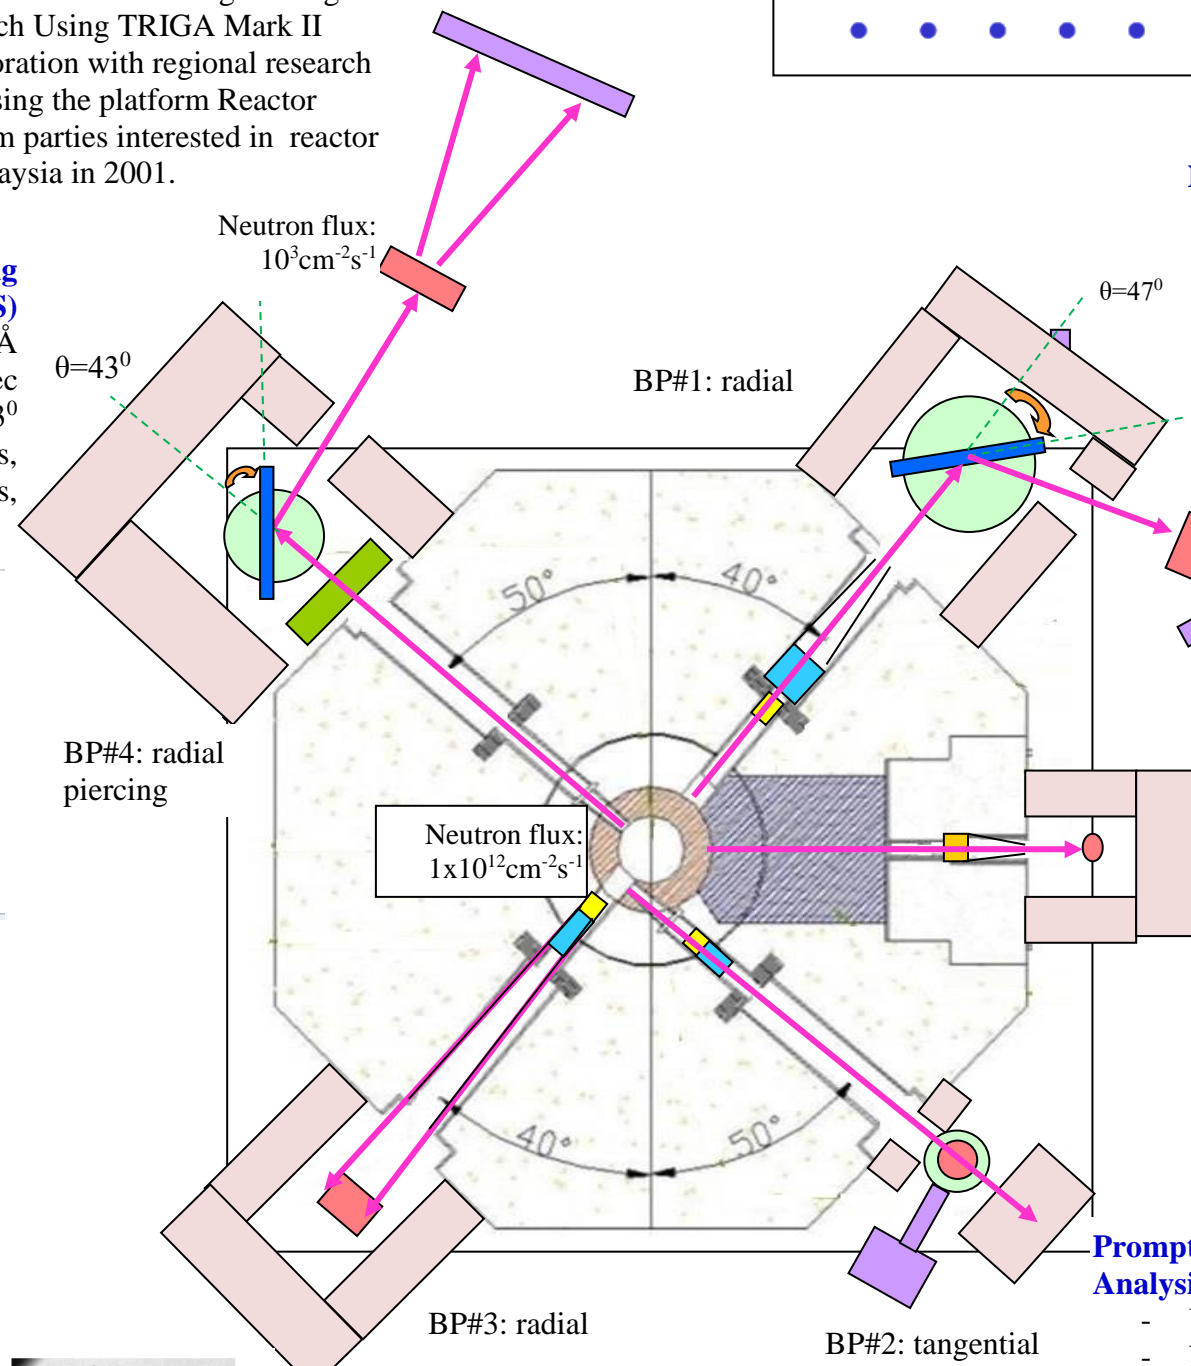 ch Using TRIGA Mark II
oration with regional research
sing the platform Reactor
m parties interested in reactor
aysia in 2001.
Neutron flux:
10³cm⁻²s⁻¹
S)
Å
θ=43⁰
ec
3⁰
s,
s,
θ=47⁰
BP#1: radial
50°
40°
BP#4: radial
piercing
Neutron flux:
1x10¹²cm⁻²s⁻¹
40°
50°
BP#3: radial
BP#2: tangential
Prompt
Analysi
-
-